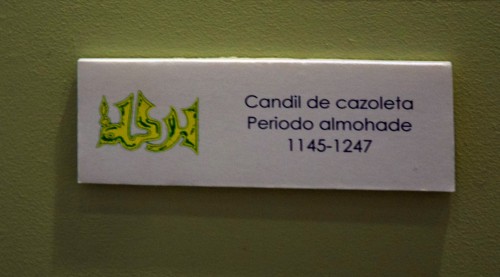 Candil de cazoleta
Periodo almohade
1145-1247